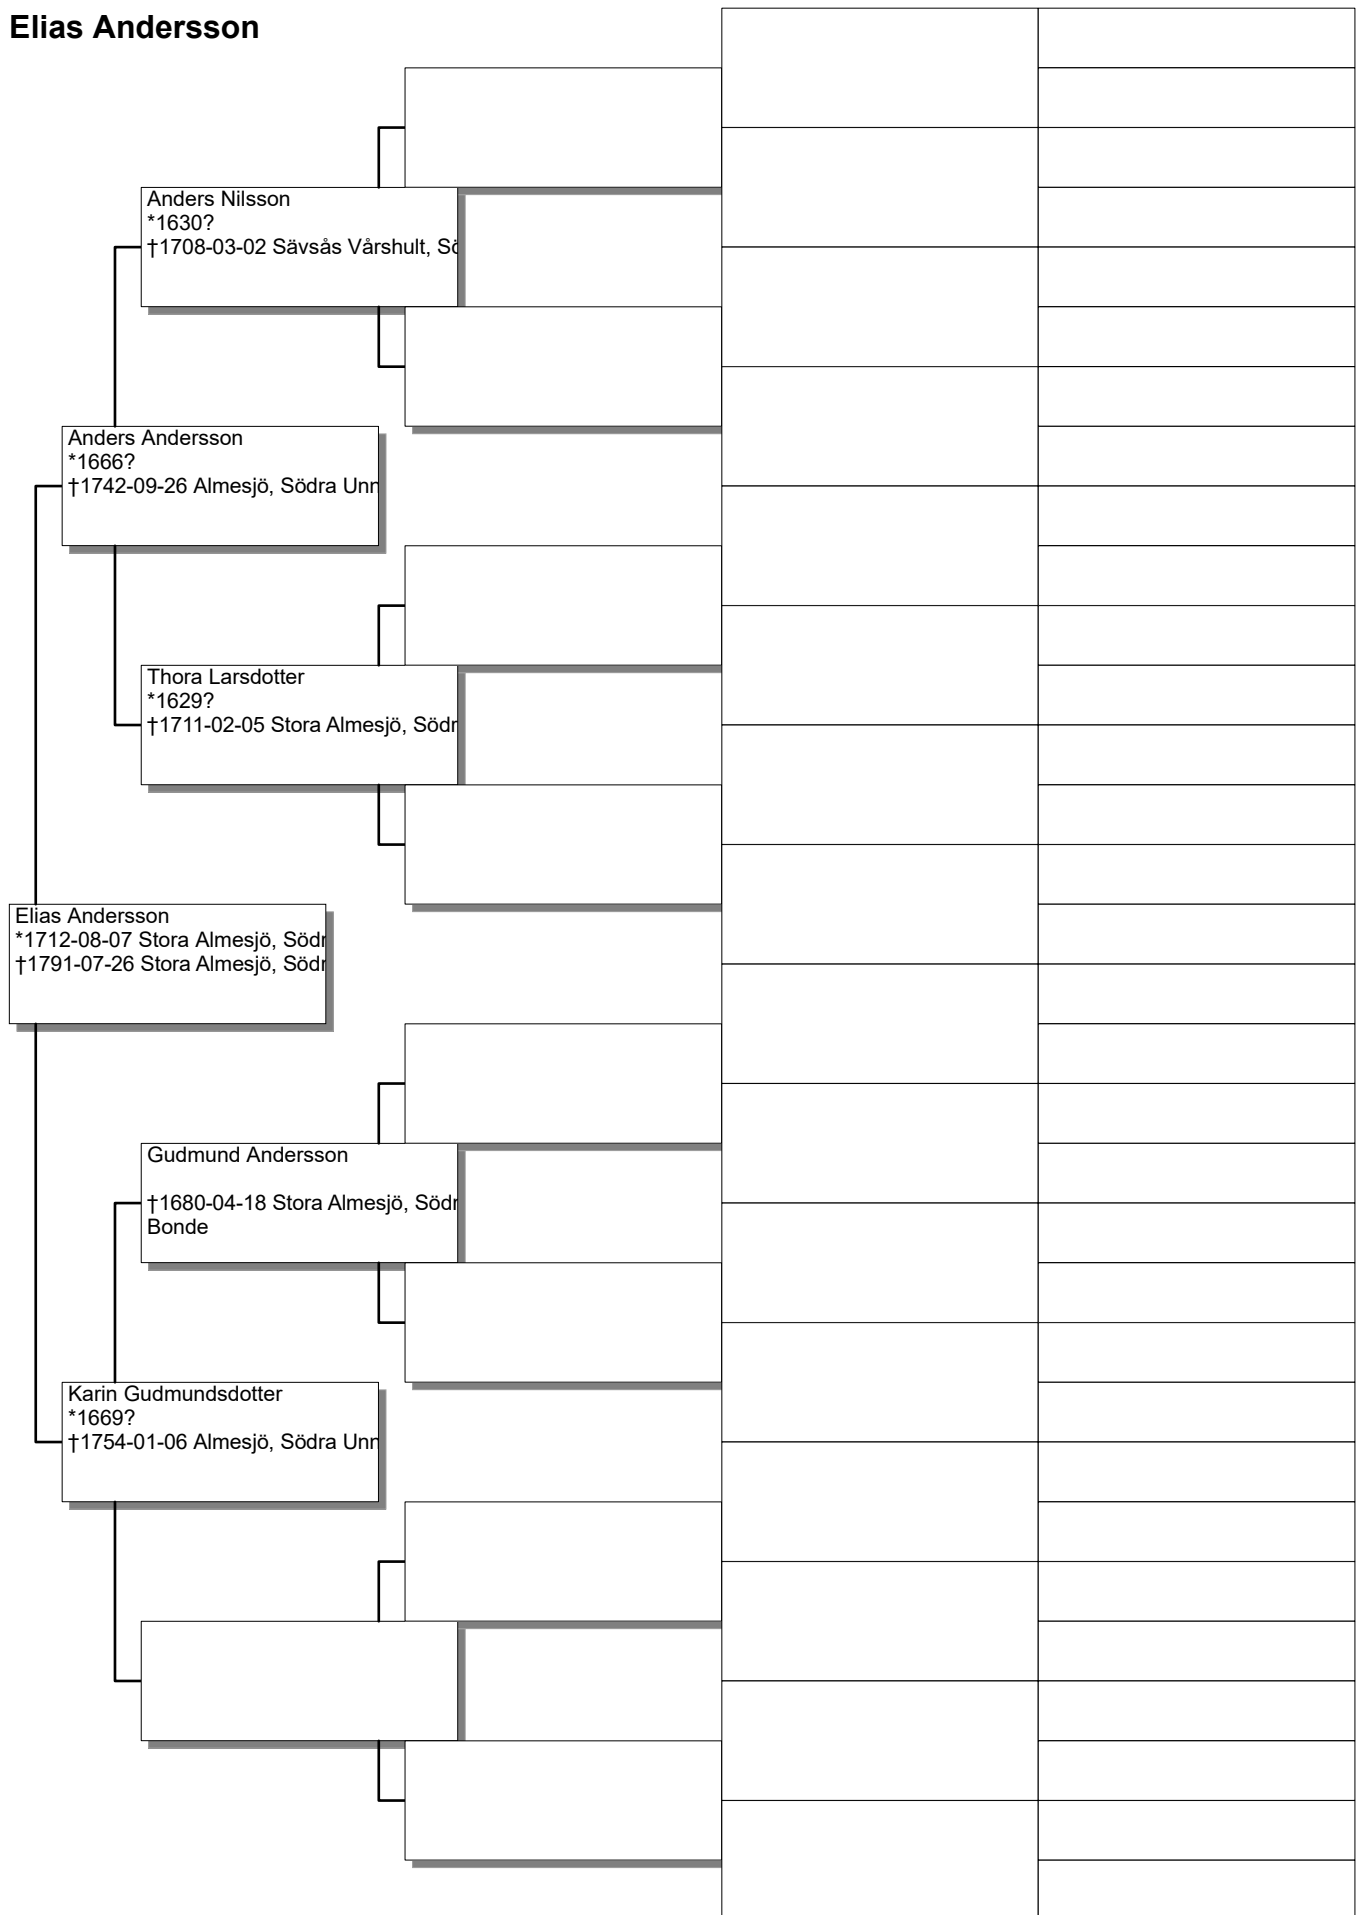 Elias Andersson
Anders Nilsson
*1630?
†1708-03-02 Sävsås Vårshult, Sö
Anders Andersson
*1666?
†1742-09-26 Almesjö, Södra Unn
Thora Larsdotter
*1629?
†1711-02-05 Stora Almesjö, Södr
Elias Andersson
*1712-08-07 Stora Almesjö, Södr
†1791-07-26 Stora Almesjö, Södr
Gudmund Andersson
†1680-04-18 Stora Almesjö, Södr
Bonde
Karin Gudmundsdotter
*1669?
†1754-01-06 Almesjö, Södra Unn